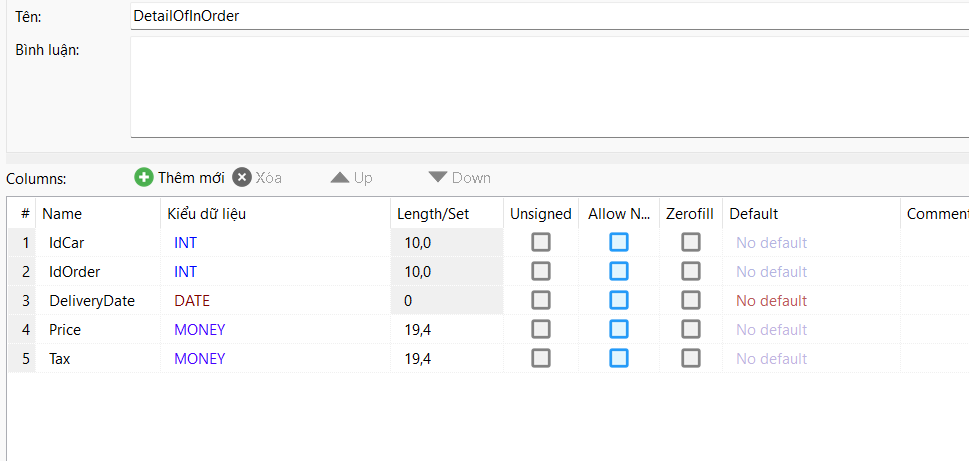 Tên: DetailOfInOrder
Bình luận:
Columns: Thêm mới Xóa Up Down
# Name Kiểu dữ liệu Length/Set Unsigned Allow N... Zerofill Default Comment
1 IdCar INT 10,0 No default
2 IdOrder INT 10,0 No default
3 DeliveryDate DATE 0 No default
4 Price MONEY 19,4 No default
5 Tax MONEY 19,4 No default